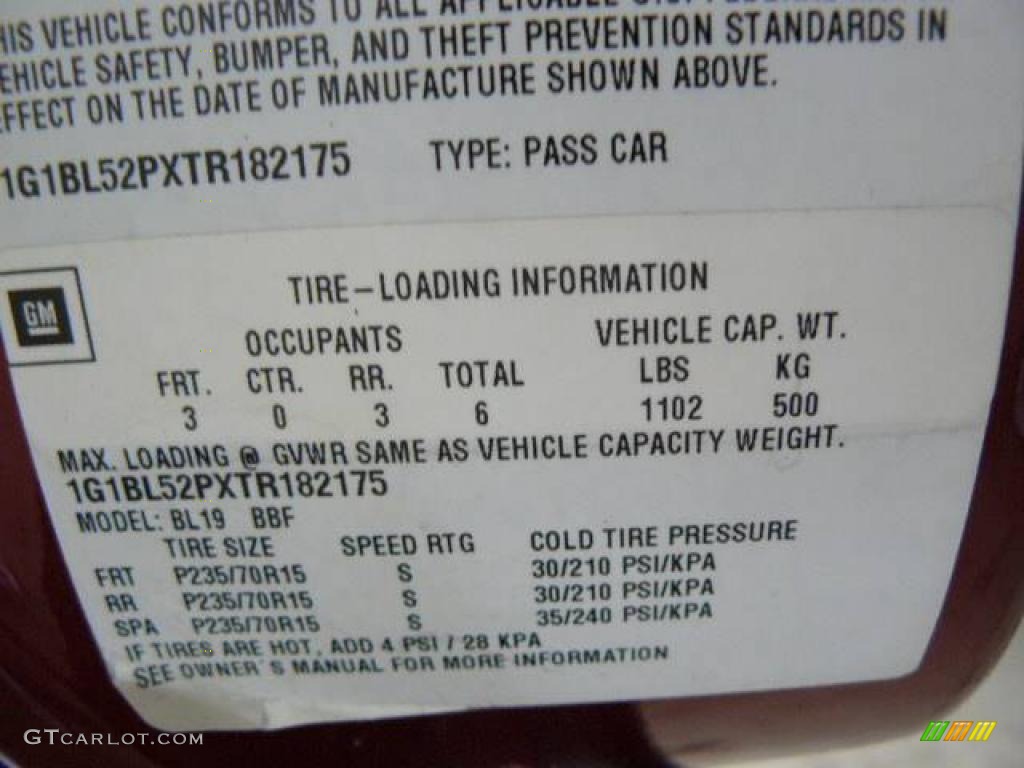 VEHICLE CONFORMS TO ALL APPLICABLE
SAFETY, BUMPER, AND THEFT PREVENTION STANDARDS IN
ON THE DATE OF MANUFACTURE SHOWN ABOVE.
1G1BL52PXTR182175 TYPE: PASS CAR
GM
TIRE-LOADING INFORMATION
OCCUPANTS VEHICLE CAP. WT.
FRT. CTR. RR. TOTAL LBS KG
3 0 3 6 1102 500
MAX. LOADING @ GVWR SAME AS VEHICLE CAPACITY WEIGHT.
1G1BL52PXTR182175
MODEL: BL19 BBF
TIRE SIZE SPEED RTG COLD TIRE PRESSURE
FRT P235/70R15 S 30/210 PSI/KPA
RR P235/70R15 S 30/210 PSI/KPA
SPA P235/70R15 S 35/240 PSI/KPA
IF TIRES ARE HOT, ADD 4 PSI / 28 KPA
SEE OWNER'S MANUAL FOR MORE INFORMATION
GTCARLOT.COM